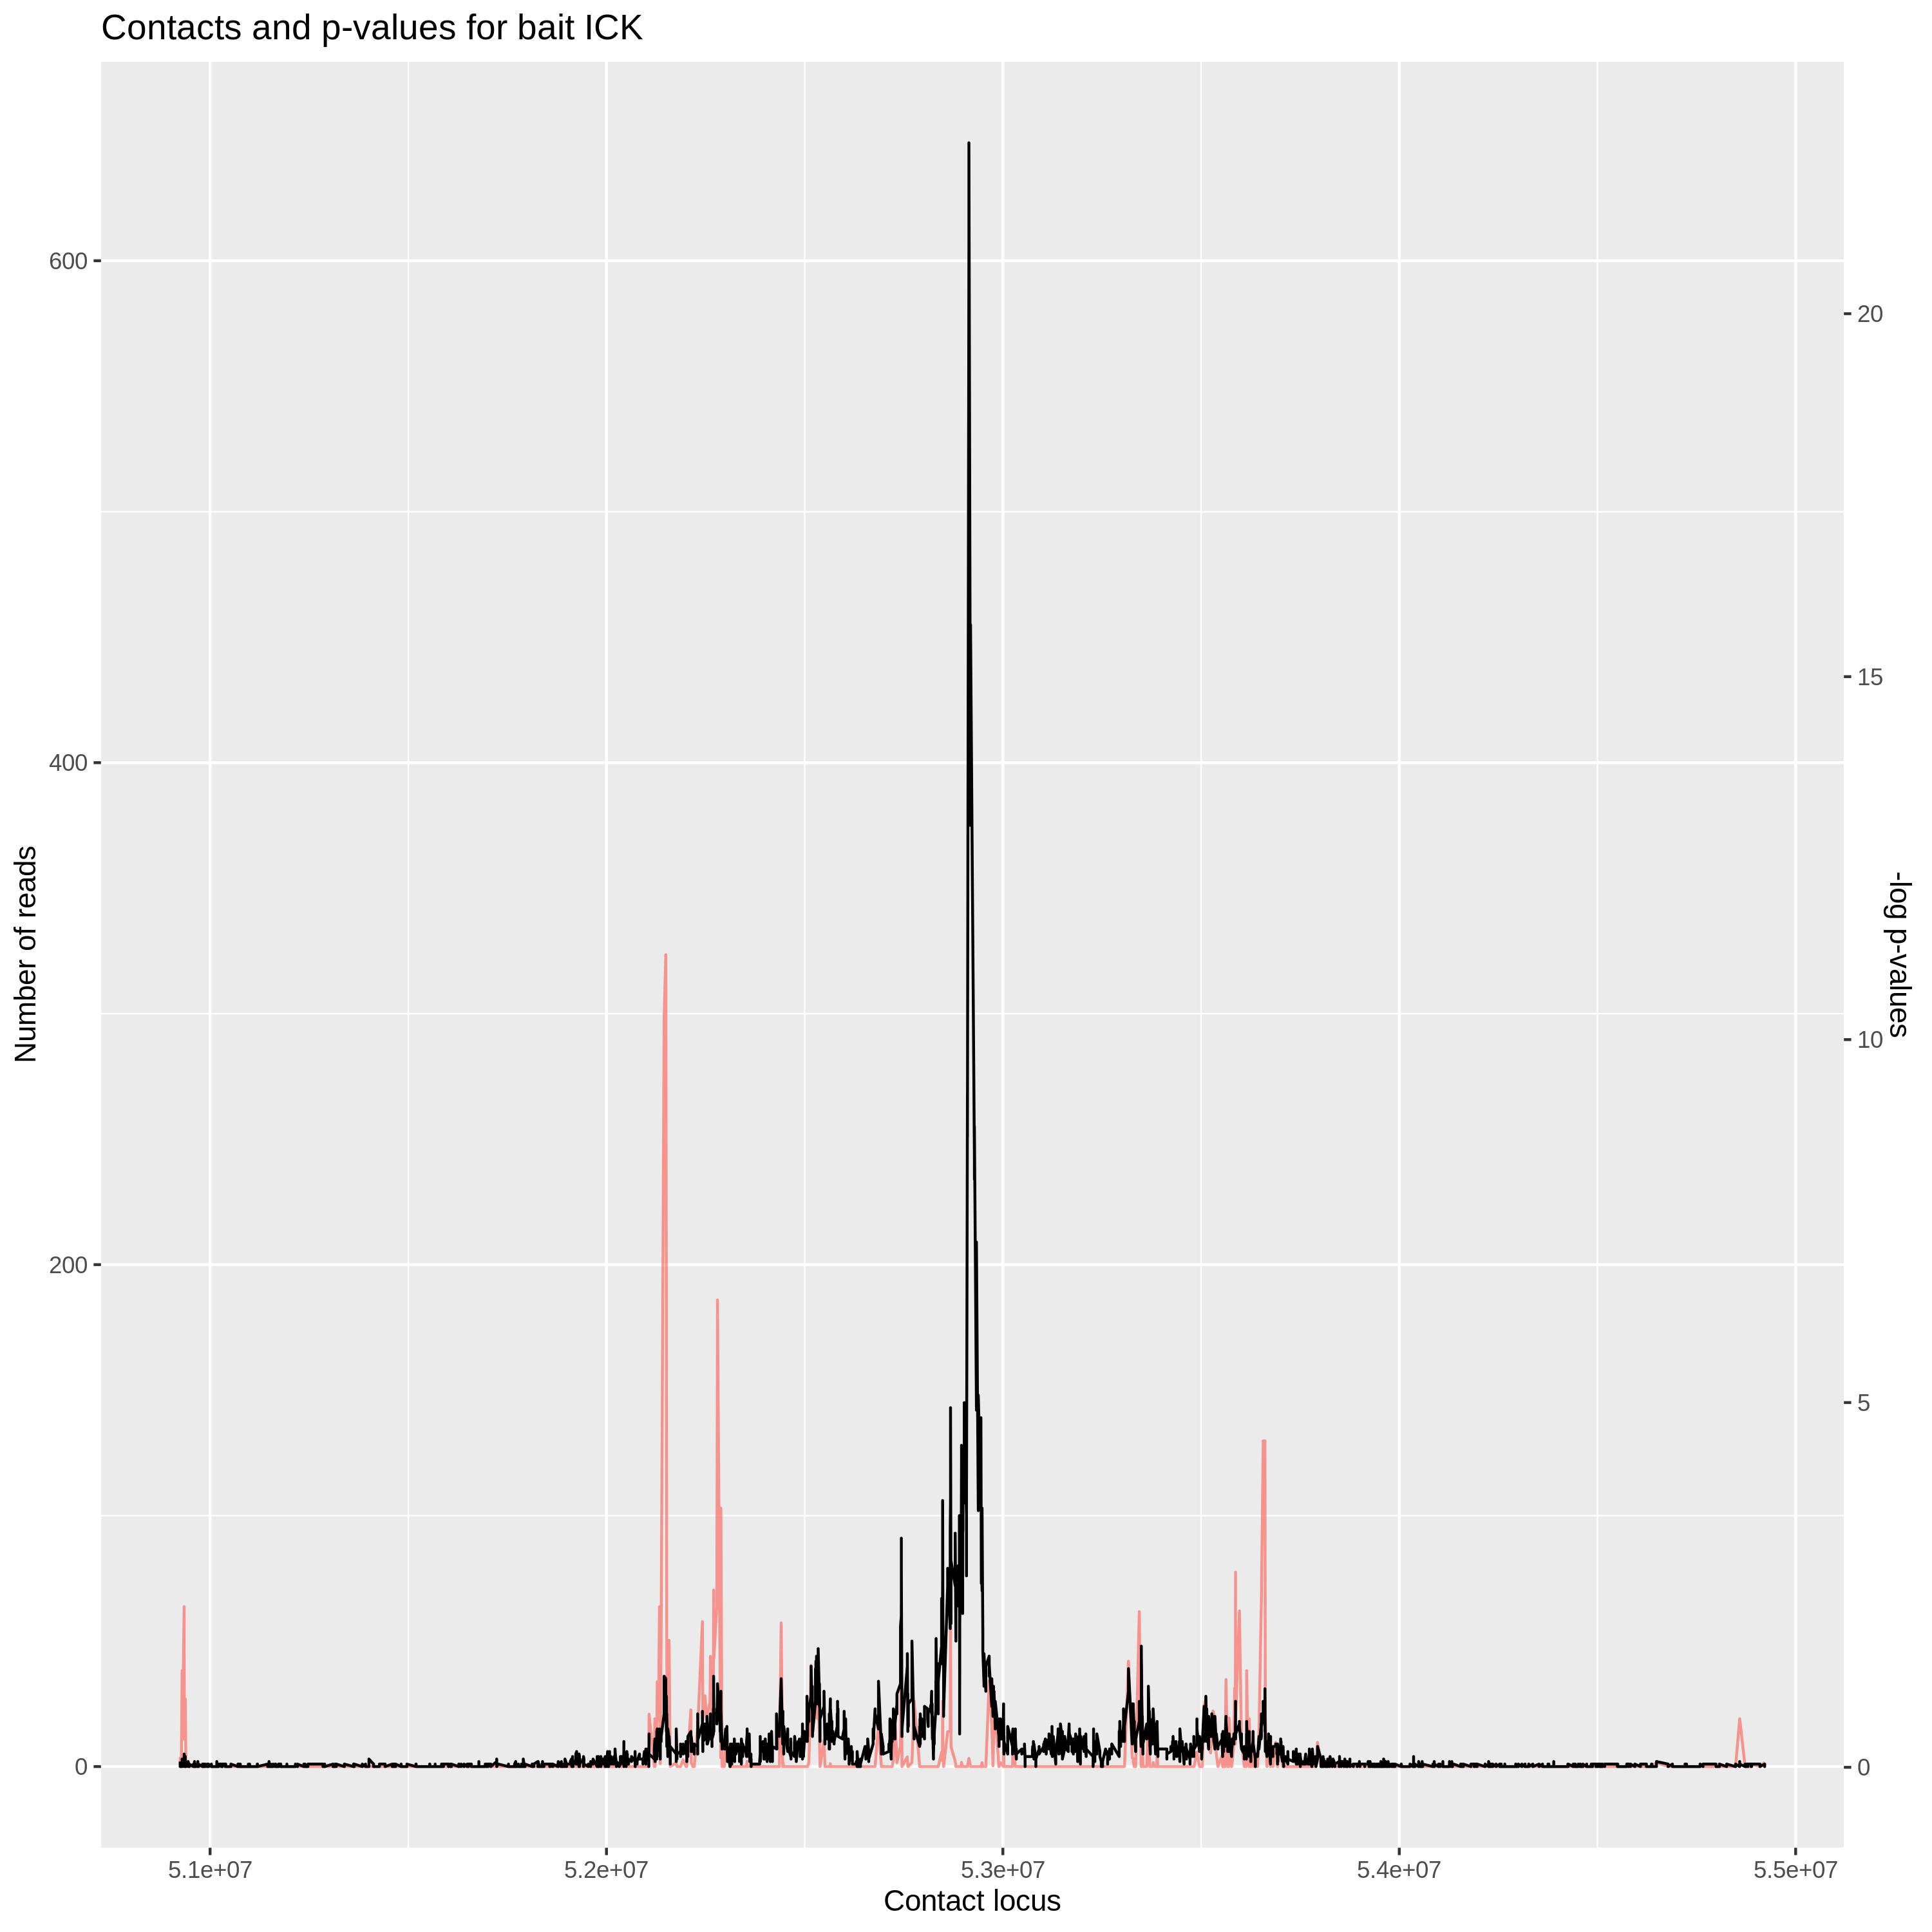 Contacts and p-values for bait ICK
600
400
200
0
Number of reads
20
15
10
5
0
-log p-values
5.1e+07 5.2e+07 5.3e+07 5.4e+07 5.5e+07
Contact locus